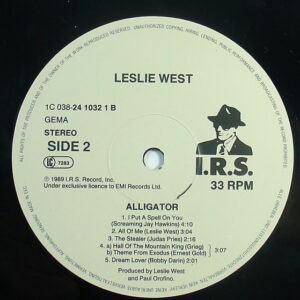 LESLIE WEST
1C 038-24 1032 1 B
GEMA
STEREO
SIDE 2
LC 7283
I.R.S.
33 RPM
℗ 1989 I.R.S. Record, Inc.
Under exclusive licence to EMI Records Ltd.
ALLIGATOR
1. I Put A Spell On You
(Screaming Jay Hawkins) 4:10
2. All Of Me (Leslie West) 3:04
3. The Stealer (Judas Pries) 2:16
4. a) Hall Of The Mountain King (Grieg)
b) Theme From Exodus (Ernest Gold) 3:07
5. Dream Lover (Bobby Darin) 2:31
Produced by Leslie West
and Paul Orofino.